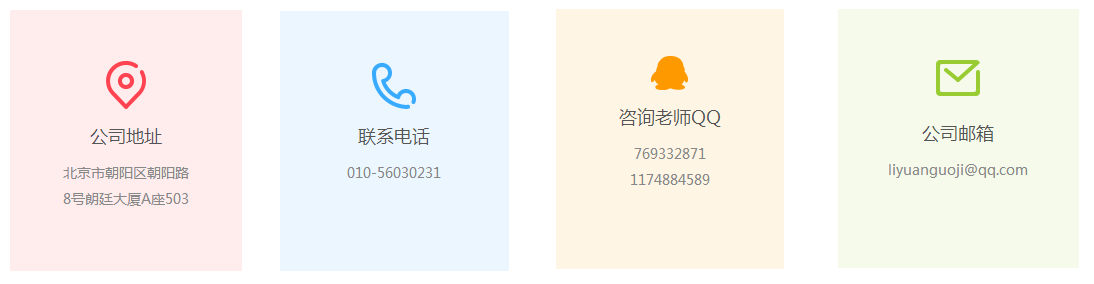 公司地址
北京市朝阳区朝阳路
8号朗廷大厦A座503
联系电话
010-56030231
咨询老师QQ
769332871
1174884589
公司邮箱
liyuanguoji@qq.com